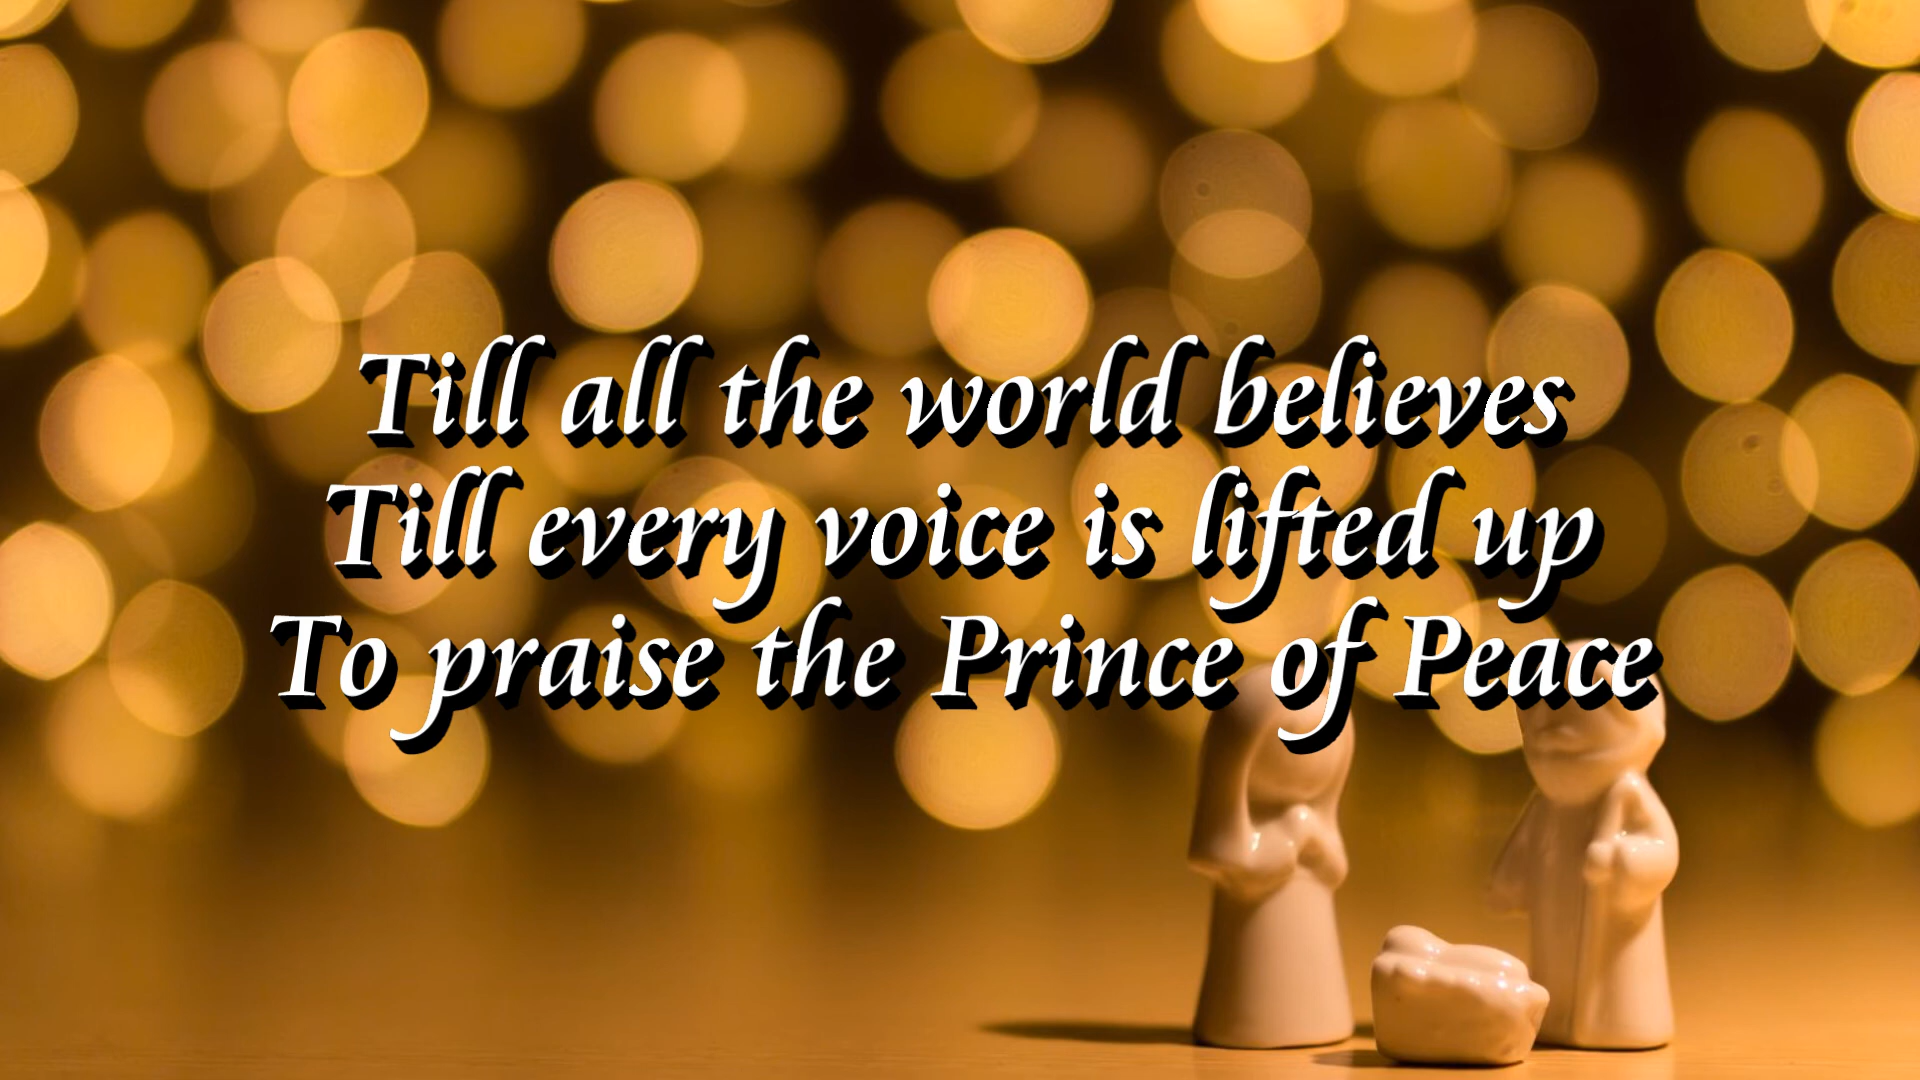 Till all the world believes
Till every voice is lifted up
To praise the Prince of Peace